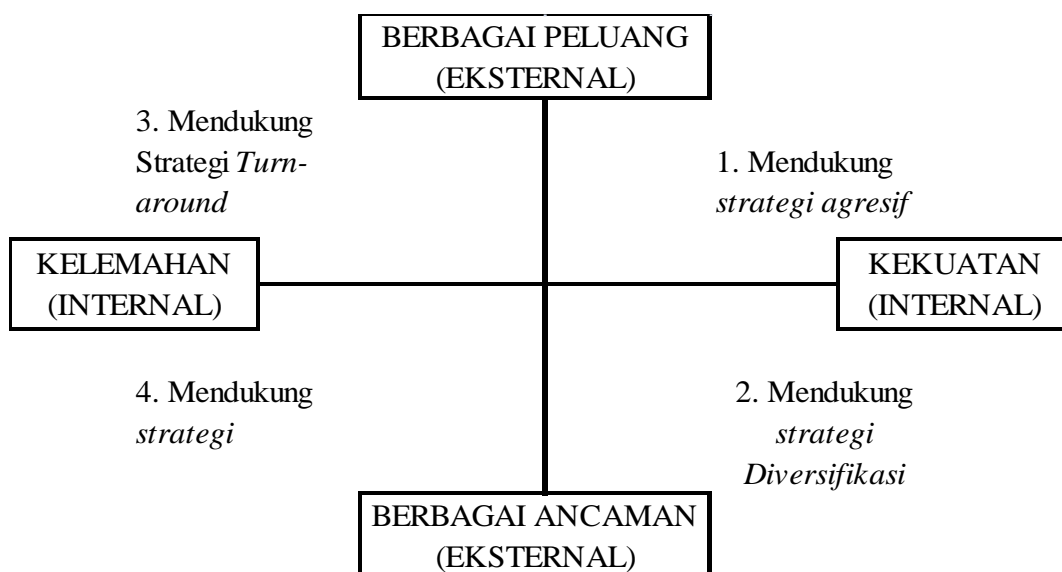 BERBAGAI PELUANG
(EKSTERNAL)
3. Mendukung
Strategi Turn-
around
1. Mendukung
strategi agresif
KELEMAHAN
(INTERNAL)
KEKUATAN
(INTERNAL)
4. Mendukung
strategi
2. Mendukung
strategi
Diversifikasi
BERBAGAI ANCAMAN
(EKSTERNAL)